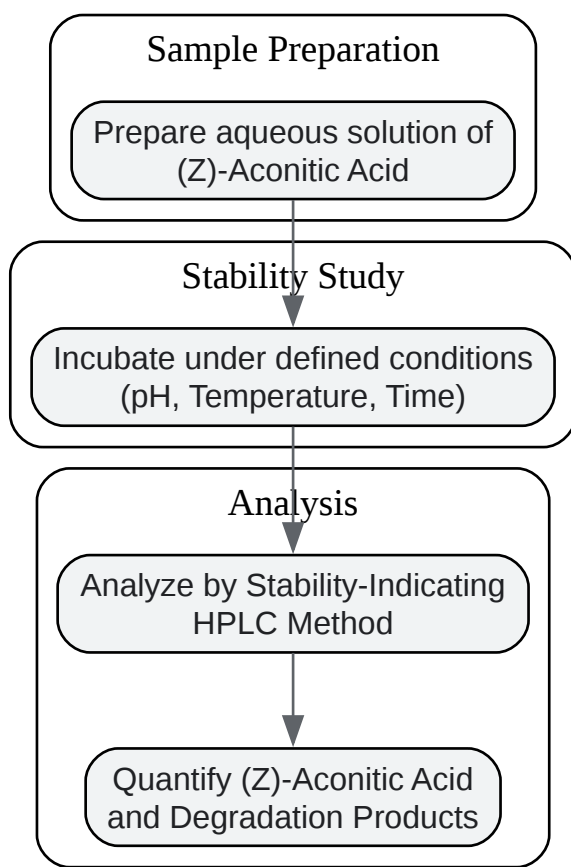 Sample Preparation
Prepare aqueous solution of
(Z)-Aconitic Acid
Stability Study
Incubate under defined conditions
(pH, Temperature, Time)
Analysis
Analyze by Stability-Indicating
HPLC Method
Quantify (Z)-Aconitic Acid
and Degradation Products